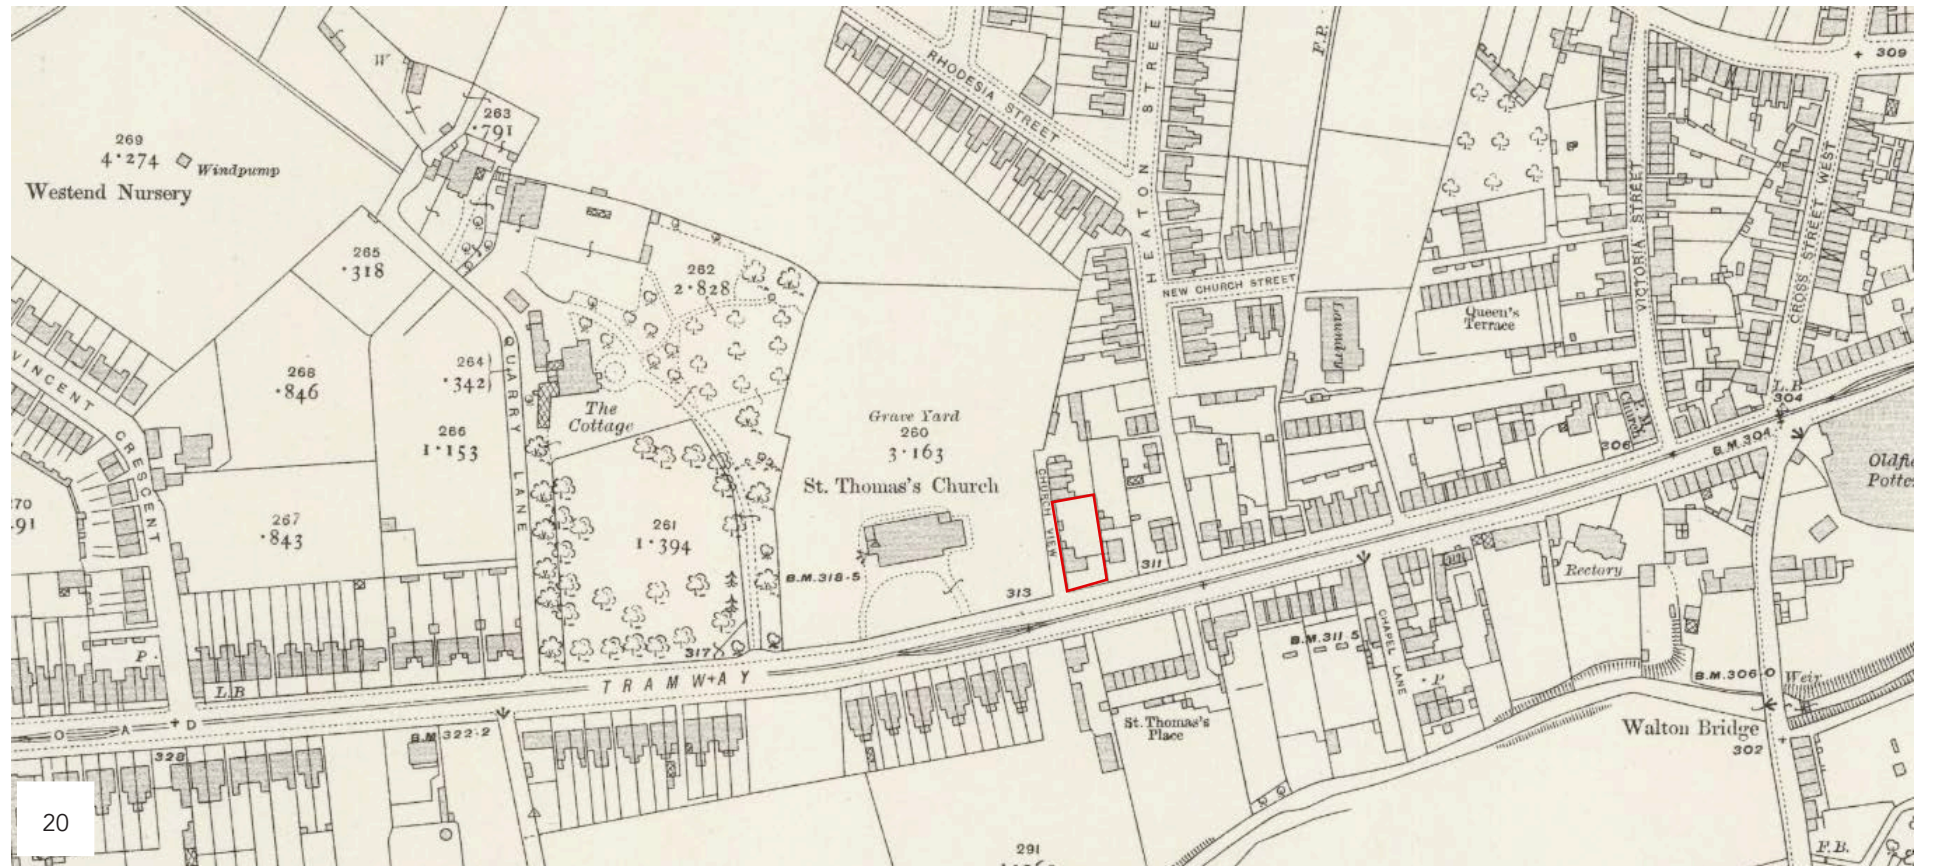 309
F.P.
W
263
·791
RHODESIA STREET
HEATON STREET
269
4·274
Windpump
Westend Nursery
VICTORIA STREET
CROSS STREET WEST
265
·318
262
2·828
NEW CHURCH STREET
Laundry
Queen's
Terrace
VINCENT CRESCENT
268
·846
264
·342
QUARRY LANE
The
Cottage
266
1·153
Grave Yard
260
3·163
St. Thomas's Church
P.M.
Church
306
L.B
304
B.M.304
CHURCH VIEW
267
·843
261
1·394
B.M.318·5
313
311
Rectory
B.M.311.5
CHAPEL LANE
P
317
L.B
TRAMWAY
B.M.306·0
Weir
P
St. Thomas's
Place
Walton Bridge
302
OAD
B.M.322·2
328
20
291
F.B.